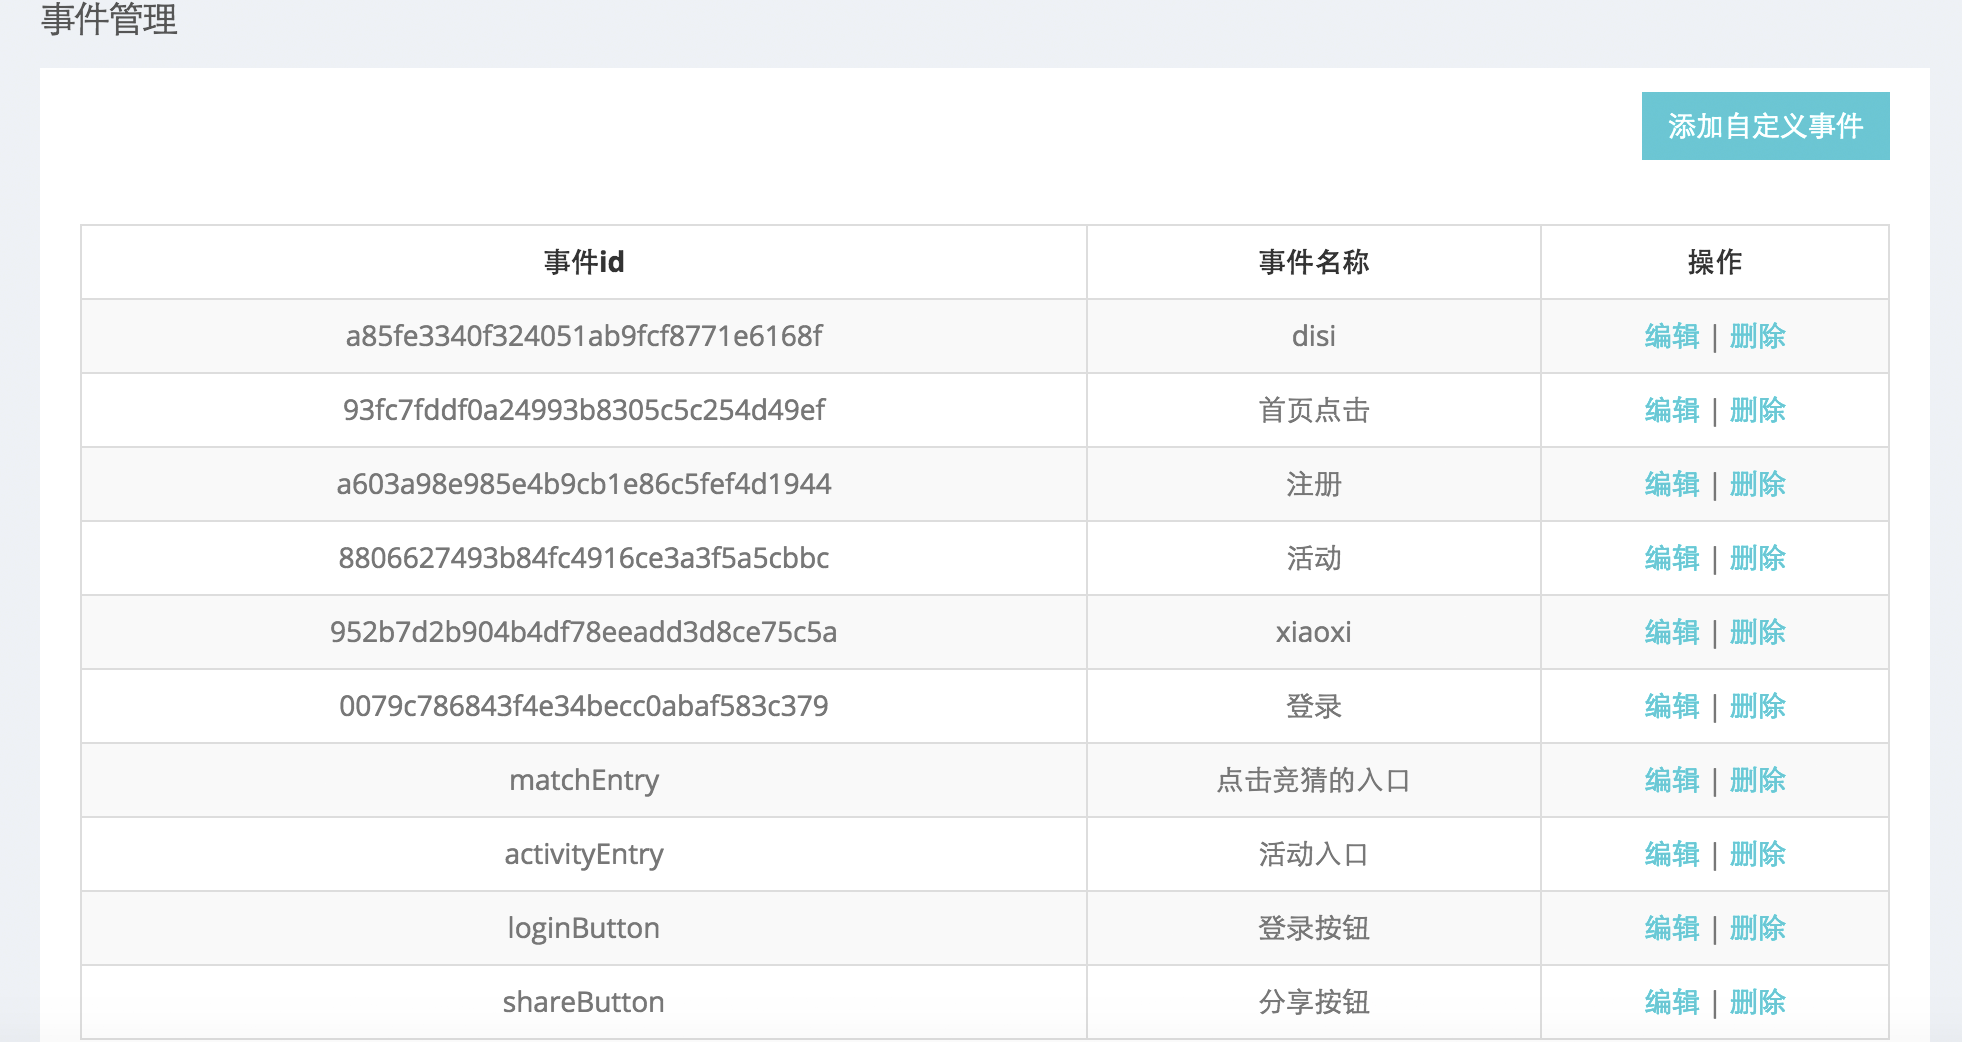 事件管理
添加自定义事件
事件id 事件名称 操作
a85fe3340f324051ab9fcf8771e6168f disi 编辑 | 删除
93fc7fddf0a24993b8305c5c254d49ef 首页点击 编辑 | 删除
a603a98e985e4b9cb1e86c5fef4d1944 注册 编辑 | 删除
8806627493b84fc4916ce3a3f5a5cbbc 活动 编辑 | 删除
952b7d2b904b4df78eeadd3d8ce75c5a xiaoxi 编辑 | 删除
0079c786843f4e34becc0abaf583c379 登录 编辑 | 删除
matchEntry 点击竞猜的入口 编辑 | 删除
activityEntry 活动入口 编辑 | 删除
loginButton 登录按钮 编辑 | 删除
shareButton 分享按钮 编辑 | 删除